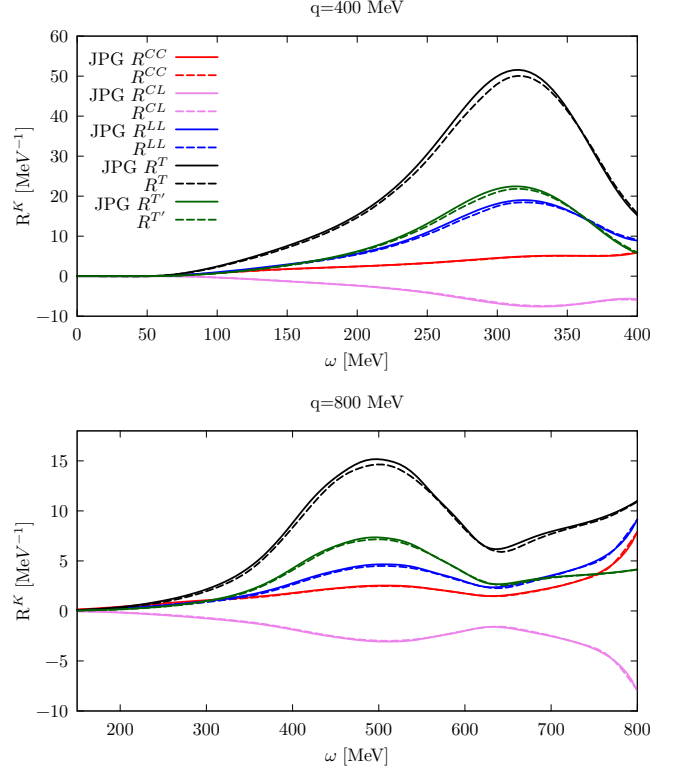 q=400 MeV
R^K [MeV^{-1}]
60
50
40
30
20
10
0
−10
JPG R^{CC}
R^{CC}
JPG R^{CL}
R^{CL}
JPG R^{LL}
R^{LL}
JPG R^T
R^T
JPG R^{T'}
R^{T'}
0 50 100 150 200 250 300 350 400
ω [MeV]
q=800 MeV
R^K [MeV^{-1}]
15
10
5
0
−5
−10
200 300 400 500 600 700 800
ω [MeV]